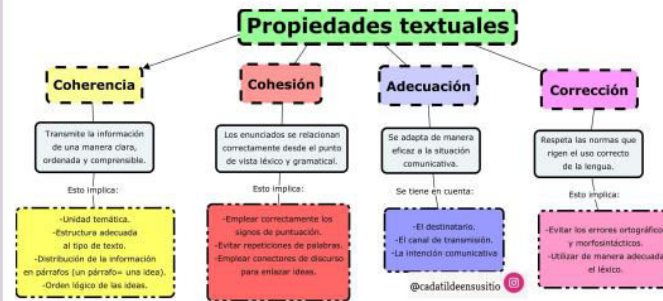 Propiedades textuales
Coherencia
Cohesión
Adecuación
Corrección
Transmite la información
de una manera clara,
ordenada y comprensible.
Los enunciados se relacionan
correctamente desde el punto
de vista léxico y gramatical.
Se adapta de manera
eficaz a la situación
comunicativa.
Respeta las normas que
rigen el uso correcto
de la lengua.
Esto implica:
Esto implica:
Se tiene en cuenta:
Esto implica:
-Unidad temática.
-Estructura adecuada
al tipo de texto.
-Distribución de la información
en párrafos (un párrafo= una idea).
-Orden lógico de las ideas.
-Emplear correctamente los
signos de puntuación.
-Evitar repeticiones de palabras.
-Emplear conectores de discurso
para enlazar ideas.
-El destinatario.
-El canal de transmisión.
-La intención comunicativa
-Evitar los errores ortográfico
y morfosintácticos.
-Utilizar de manera adecuada
el léxico.
@cadatildeensusitio